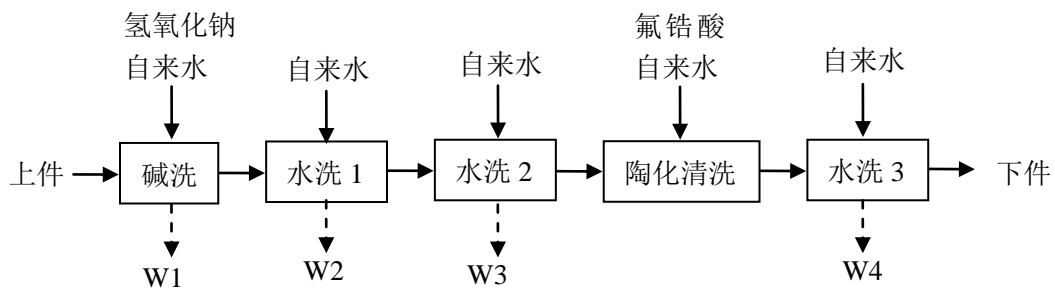 氢氧化钠
氟锆酸
自来水
自来水
自来水
自来水
自来水
上件
碱洗
水洗 1
水洗 2
陶化清洗
水洗 3
下件
W1
W2
W3
W4